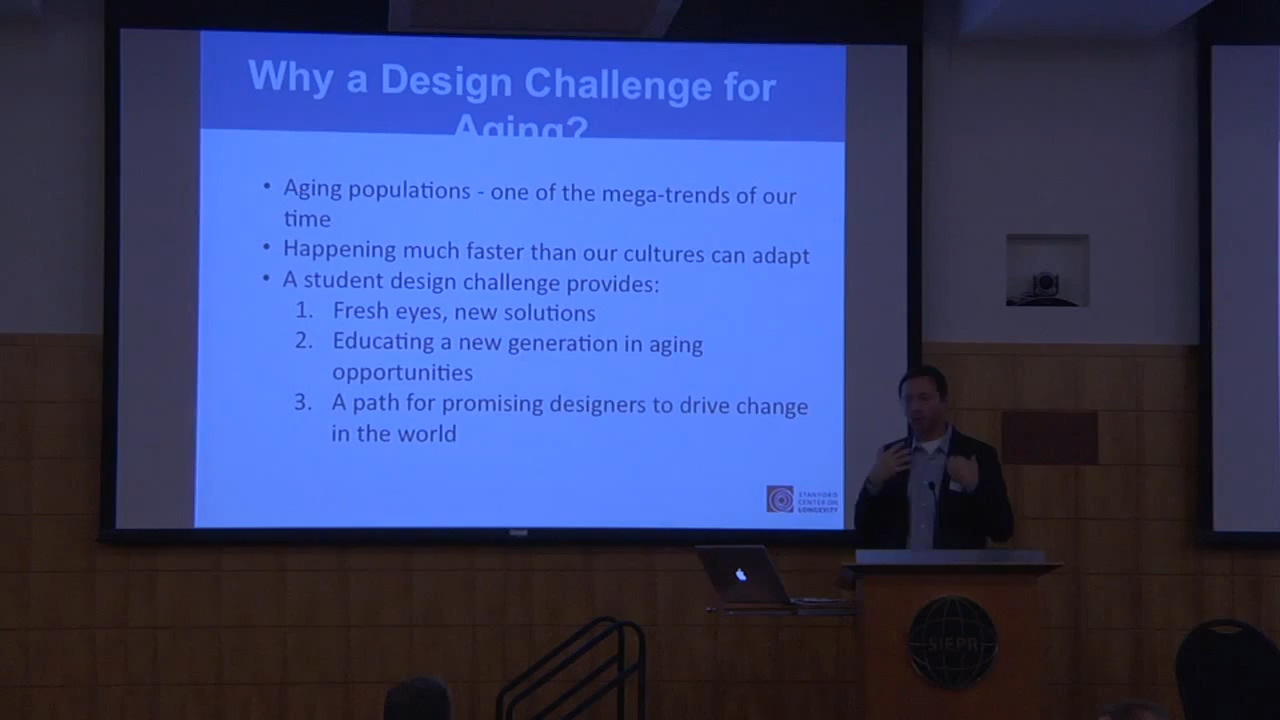 Why a Design Challenge for
Aging?
• Aging populations - one of the mega-trends of our
time
• Happening much faster than our cultures can adapt
• A student design challenge provides:
1. Fresh eyes, new solutions
2. Educating a new generation in aging
opportunities
3. A path for promising designers to drive change
in the world
STANFORD
CENTER ON
LONGEVITY
SIEPR